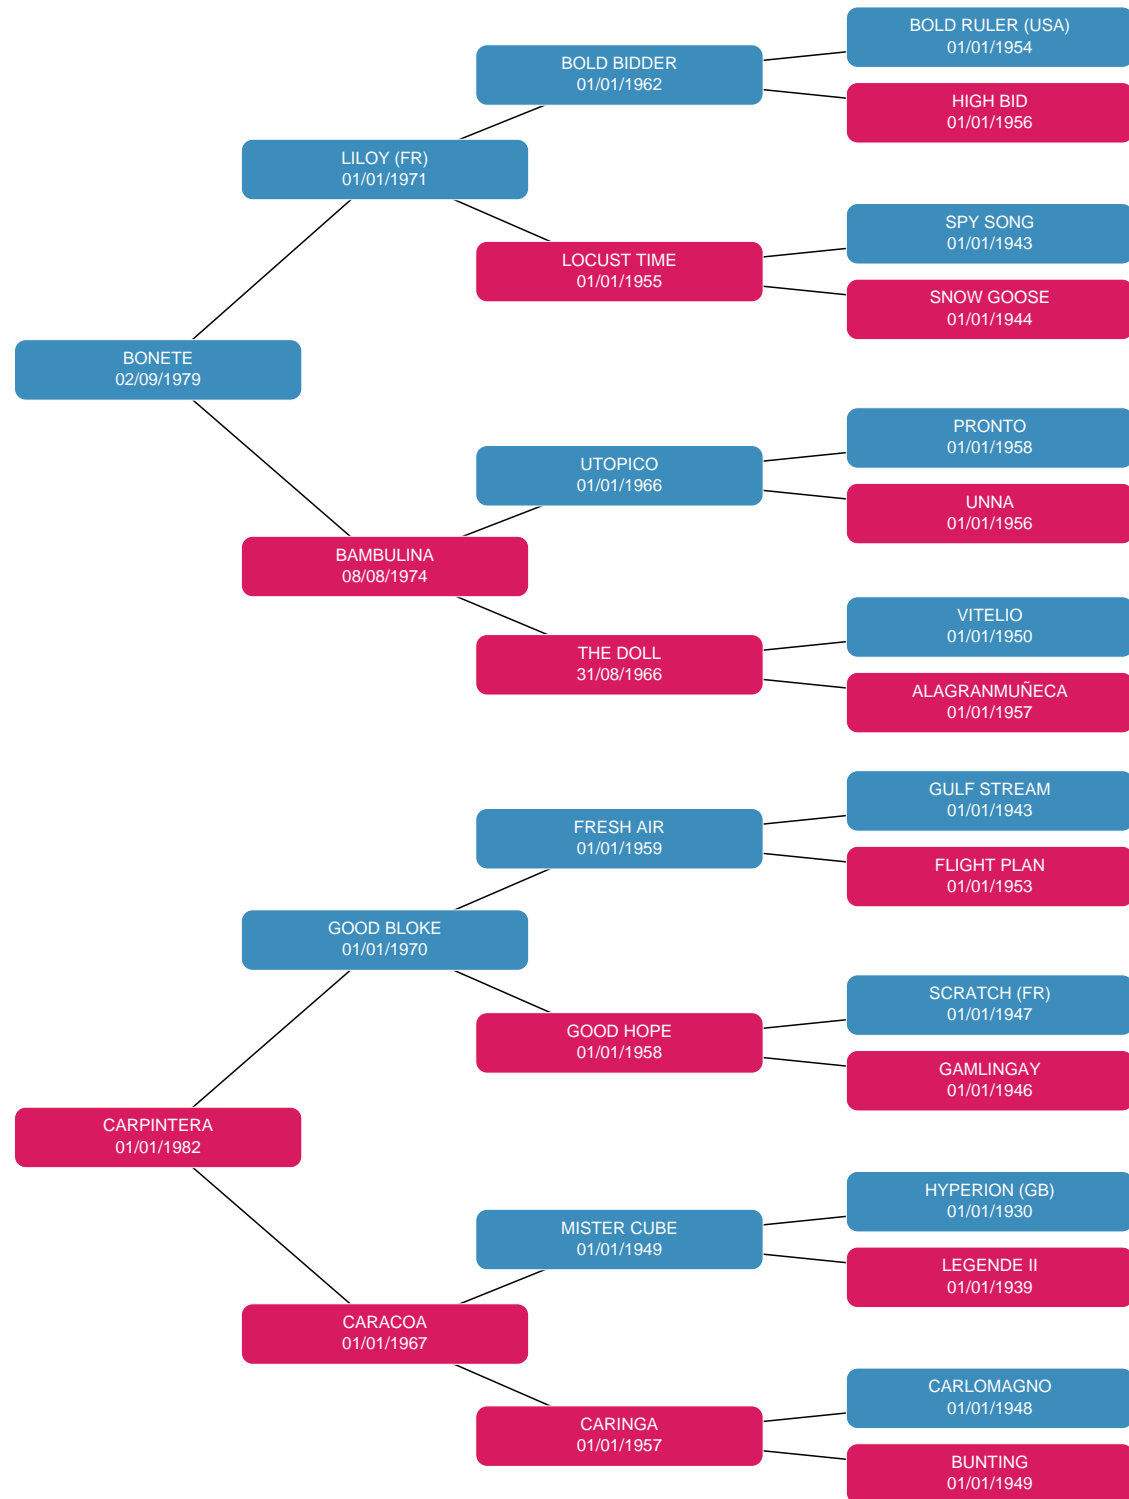 BOLD RULER (USA)
01/01/1954
BOLD BIDDER
01/01/1962
HIGH BID
01/01/1956
LILOY (FR)
01/01/1971
SPY SONG
01/01/1943
LOCUST TIME
01/01/1955
SNOW GOOSE
01/01/1944
BONETE
02/09/1979
PRONTO
01/01/1958
UTOPICO
01/01/1966
UNNA
01/01/1956
BAMBULINA
08/08/1974
VITELIO
01/01/1950
THE DOLL
31/08/1966
ALAGRANMUÑECA
01/01/1957
GULF STREAM
01/01/1943
FRESH AIR
01/01/1959
FLIGHT PLAN
01/01/1953
GOOD BLOKE
01/01/1970
SCRATCH (FR)
01/01/1947
GOOD HOPE
01/01/1958
GAMLINGAY
01/01/1946
CARPINTERA
01/01/1982
HYPERION (GB)
01/01/1930
MISTER CUBE
01/01/1949
LEGENDE II
01/01/1939
CARACOA
01/01/1967
CARLOMAGNO
01/01/1948
CARINGA
01/01/1957
BUNTING
01/01/1949